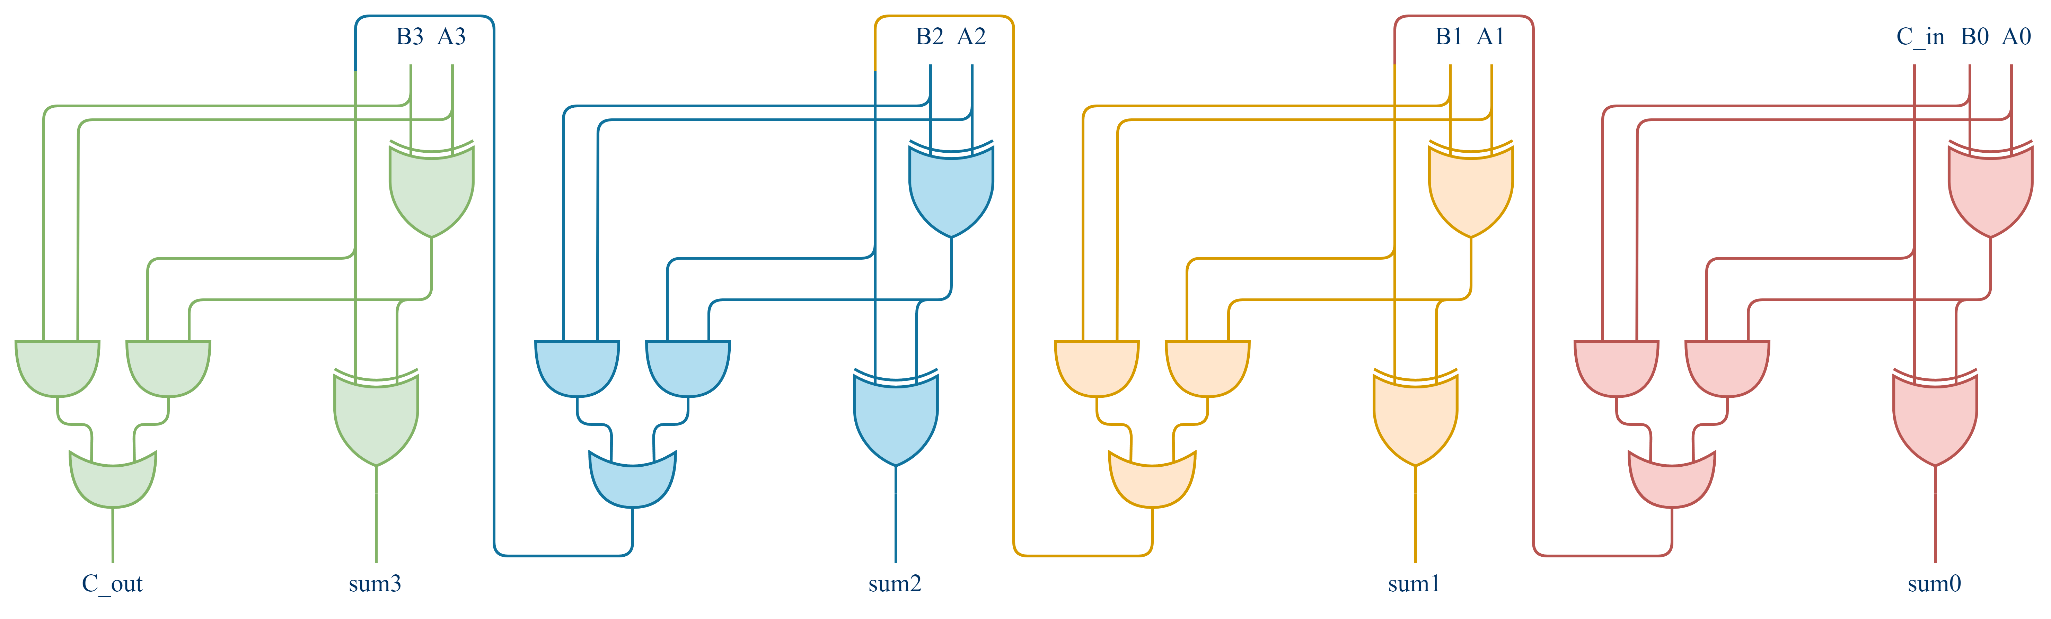 B3 A3 B2 A2 B1 A1 C_in B0 A0
C_out sum3 sum2 sum1 sum0